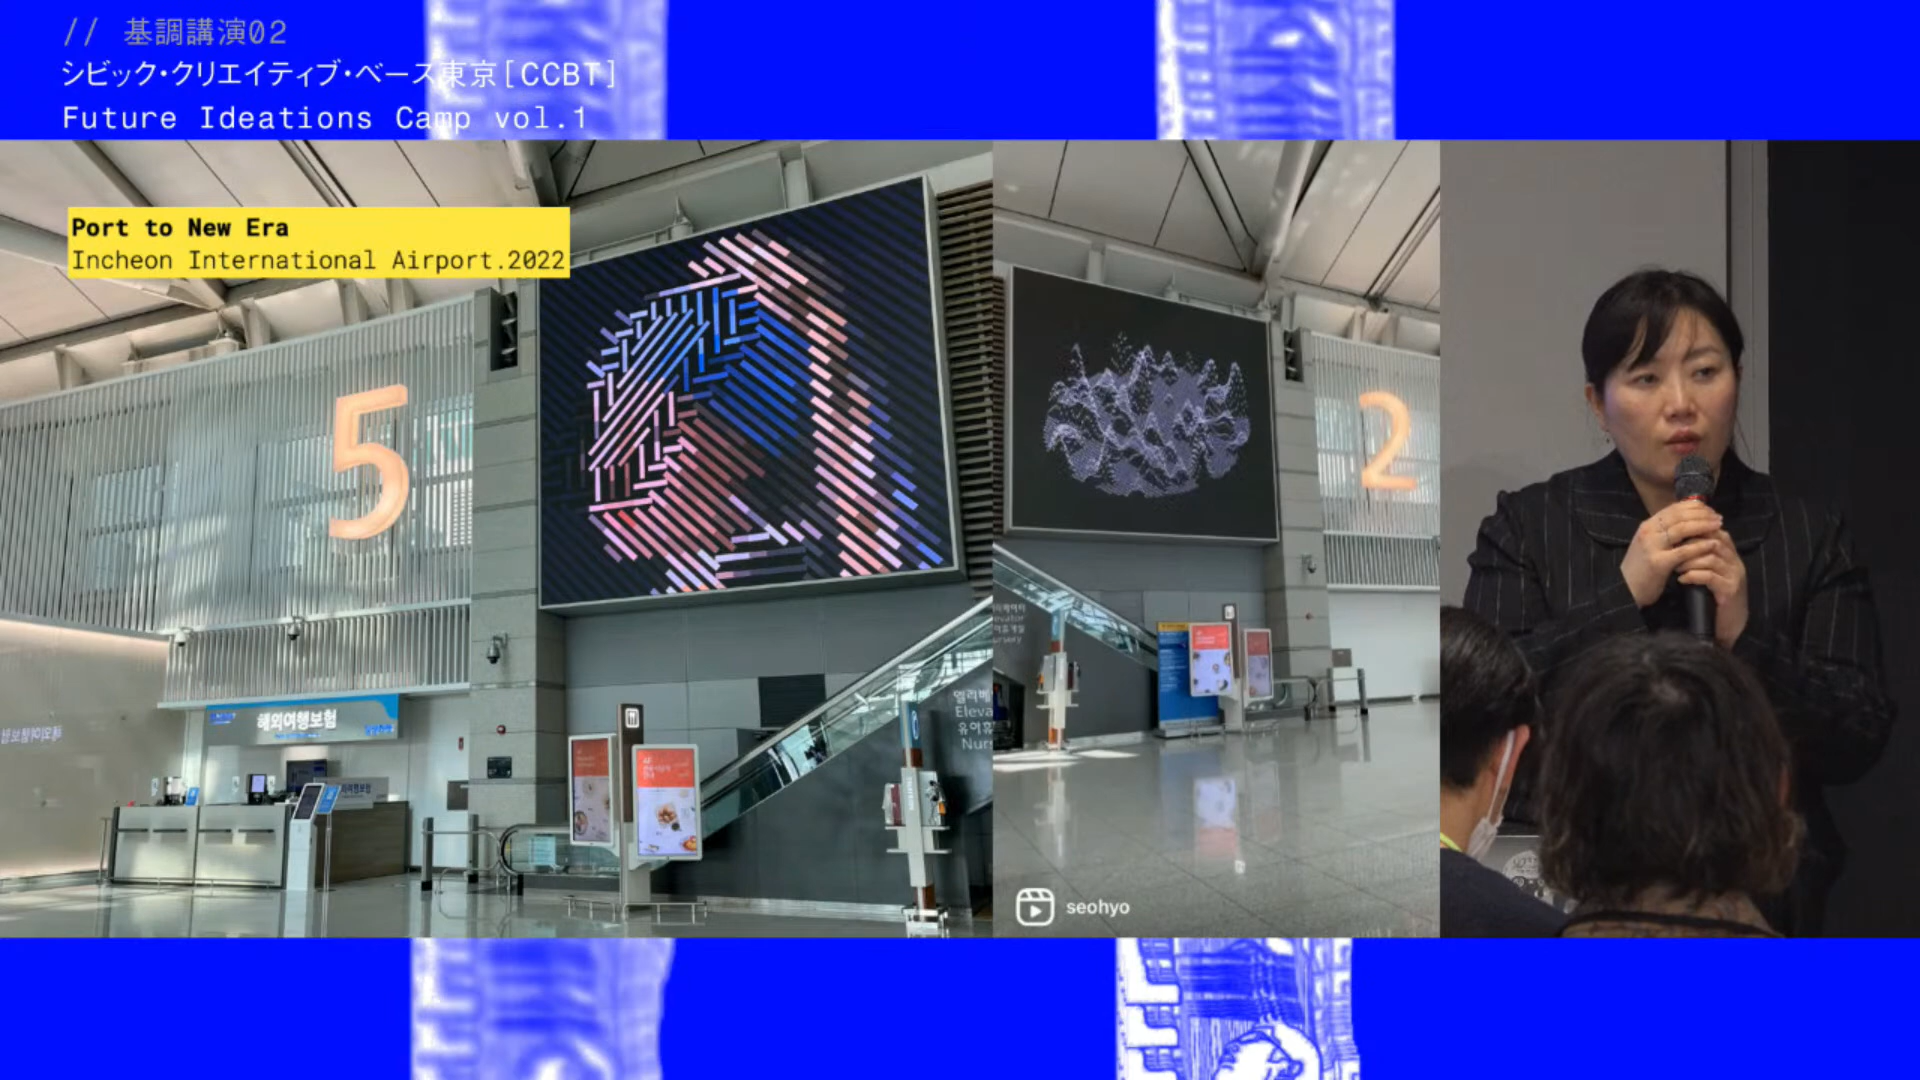 // 基調講演02
シビック・クリエイティブ・ベース東京[CCBT]
Future Ideations Camp vol.1
Port to New Era
Incheon International Airport.2022
5
2
해외여행보험
seohyo